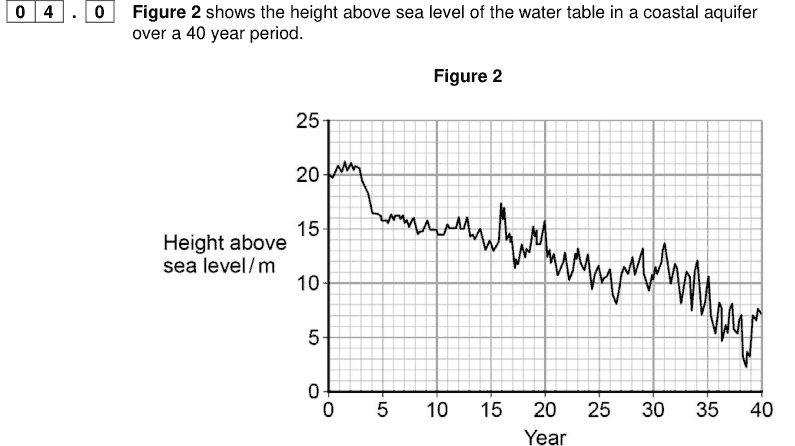 0 4 . 0 Figure 2 shows the height above sea level of the water table in a coastal aquifer
over a 40 year period.
Figure 2
25
20
15
10
5
0
Height above
sea level / m
0 5 10 15 20 25 30 35 40
Year